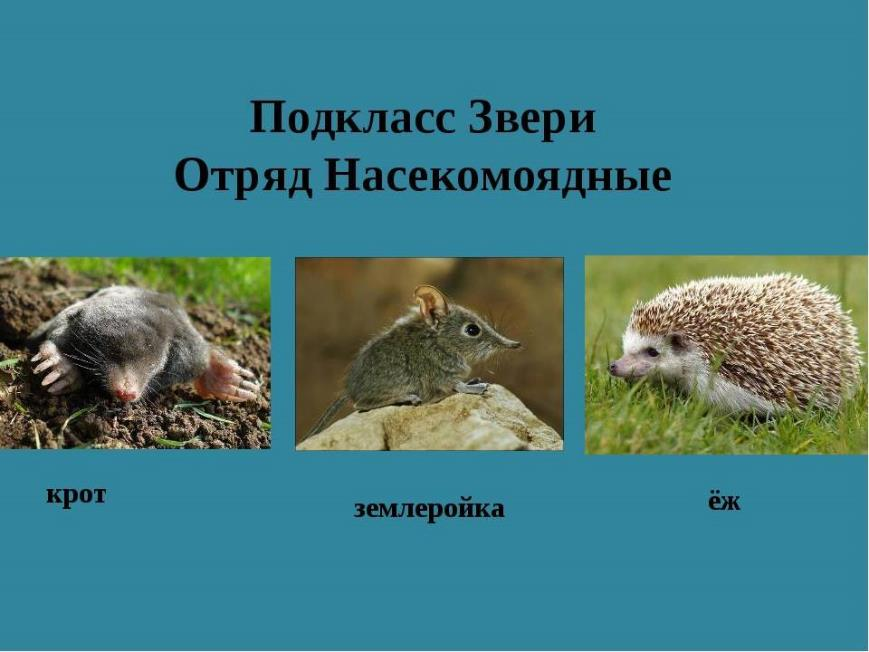 Подкласс Звери
Отряд Насекомоядные
крот
землеройка
ёж